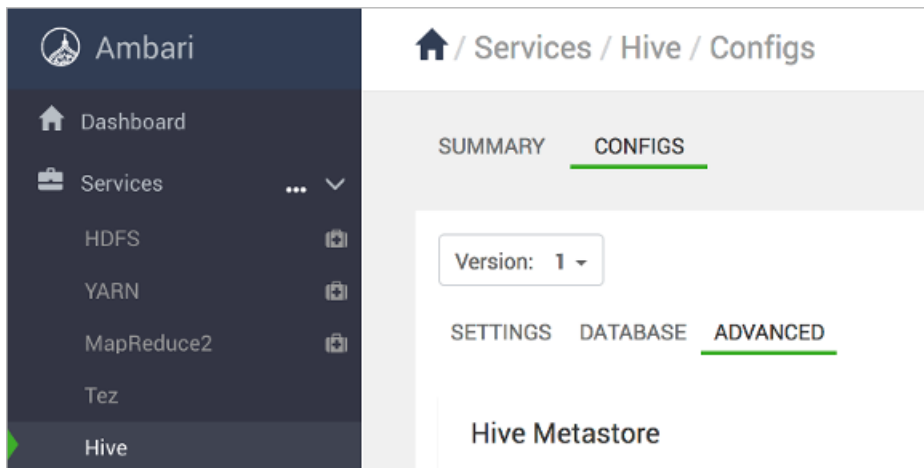 Ambari
Dashboard
Services
HDFS
YARN
MapReduce2
Tez
Hive
/ Services / Hive / Configs
SUMMARY CONFIGS
Version: 1
SETTINGS DATABASE ADVANCED
Hive Metastore